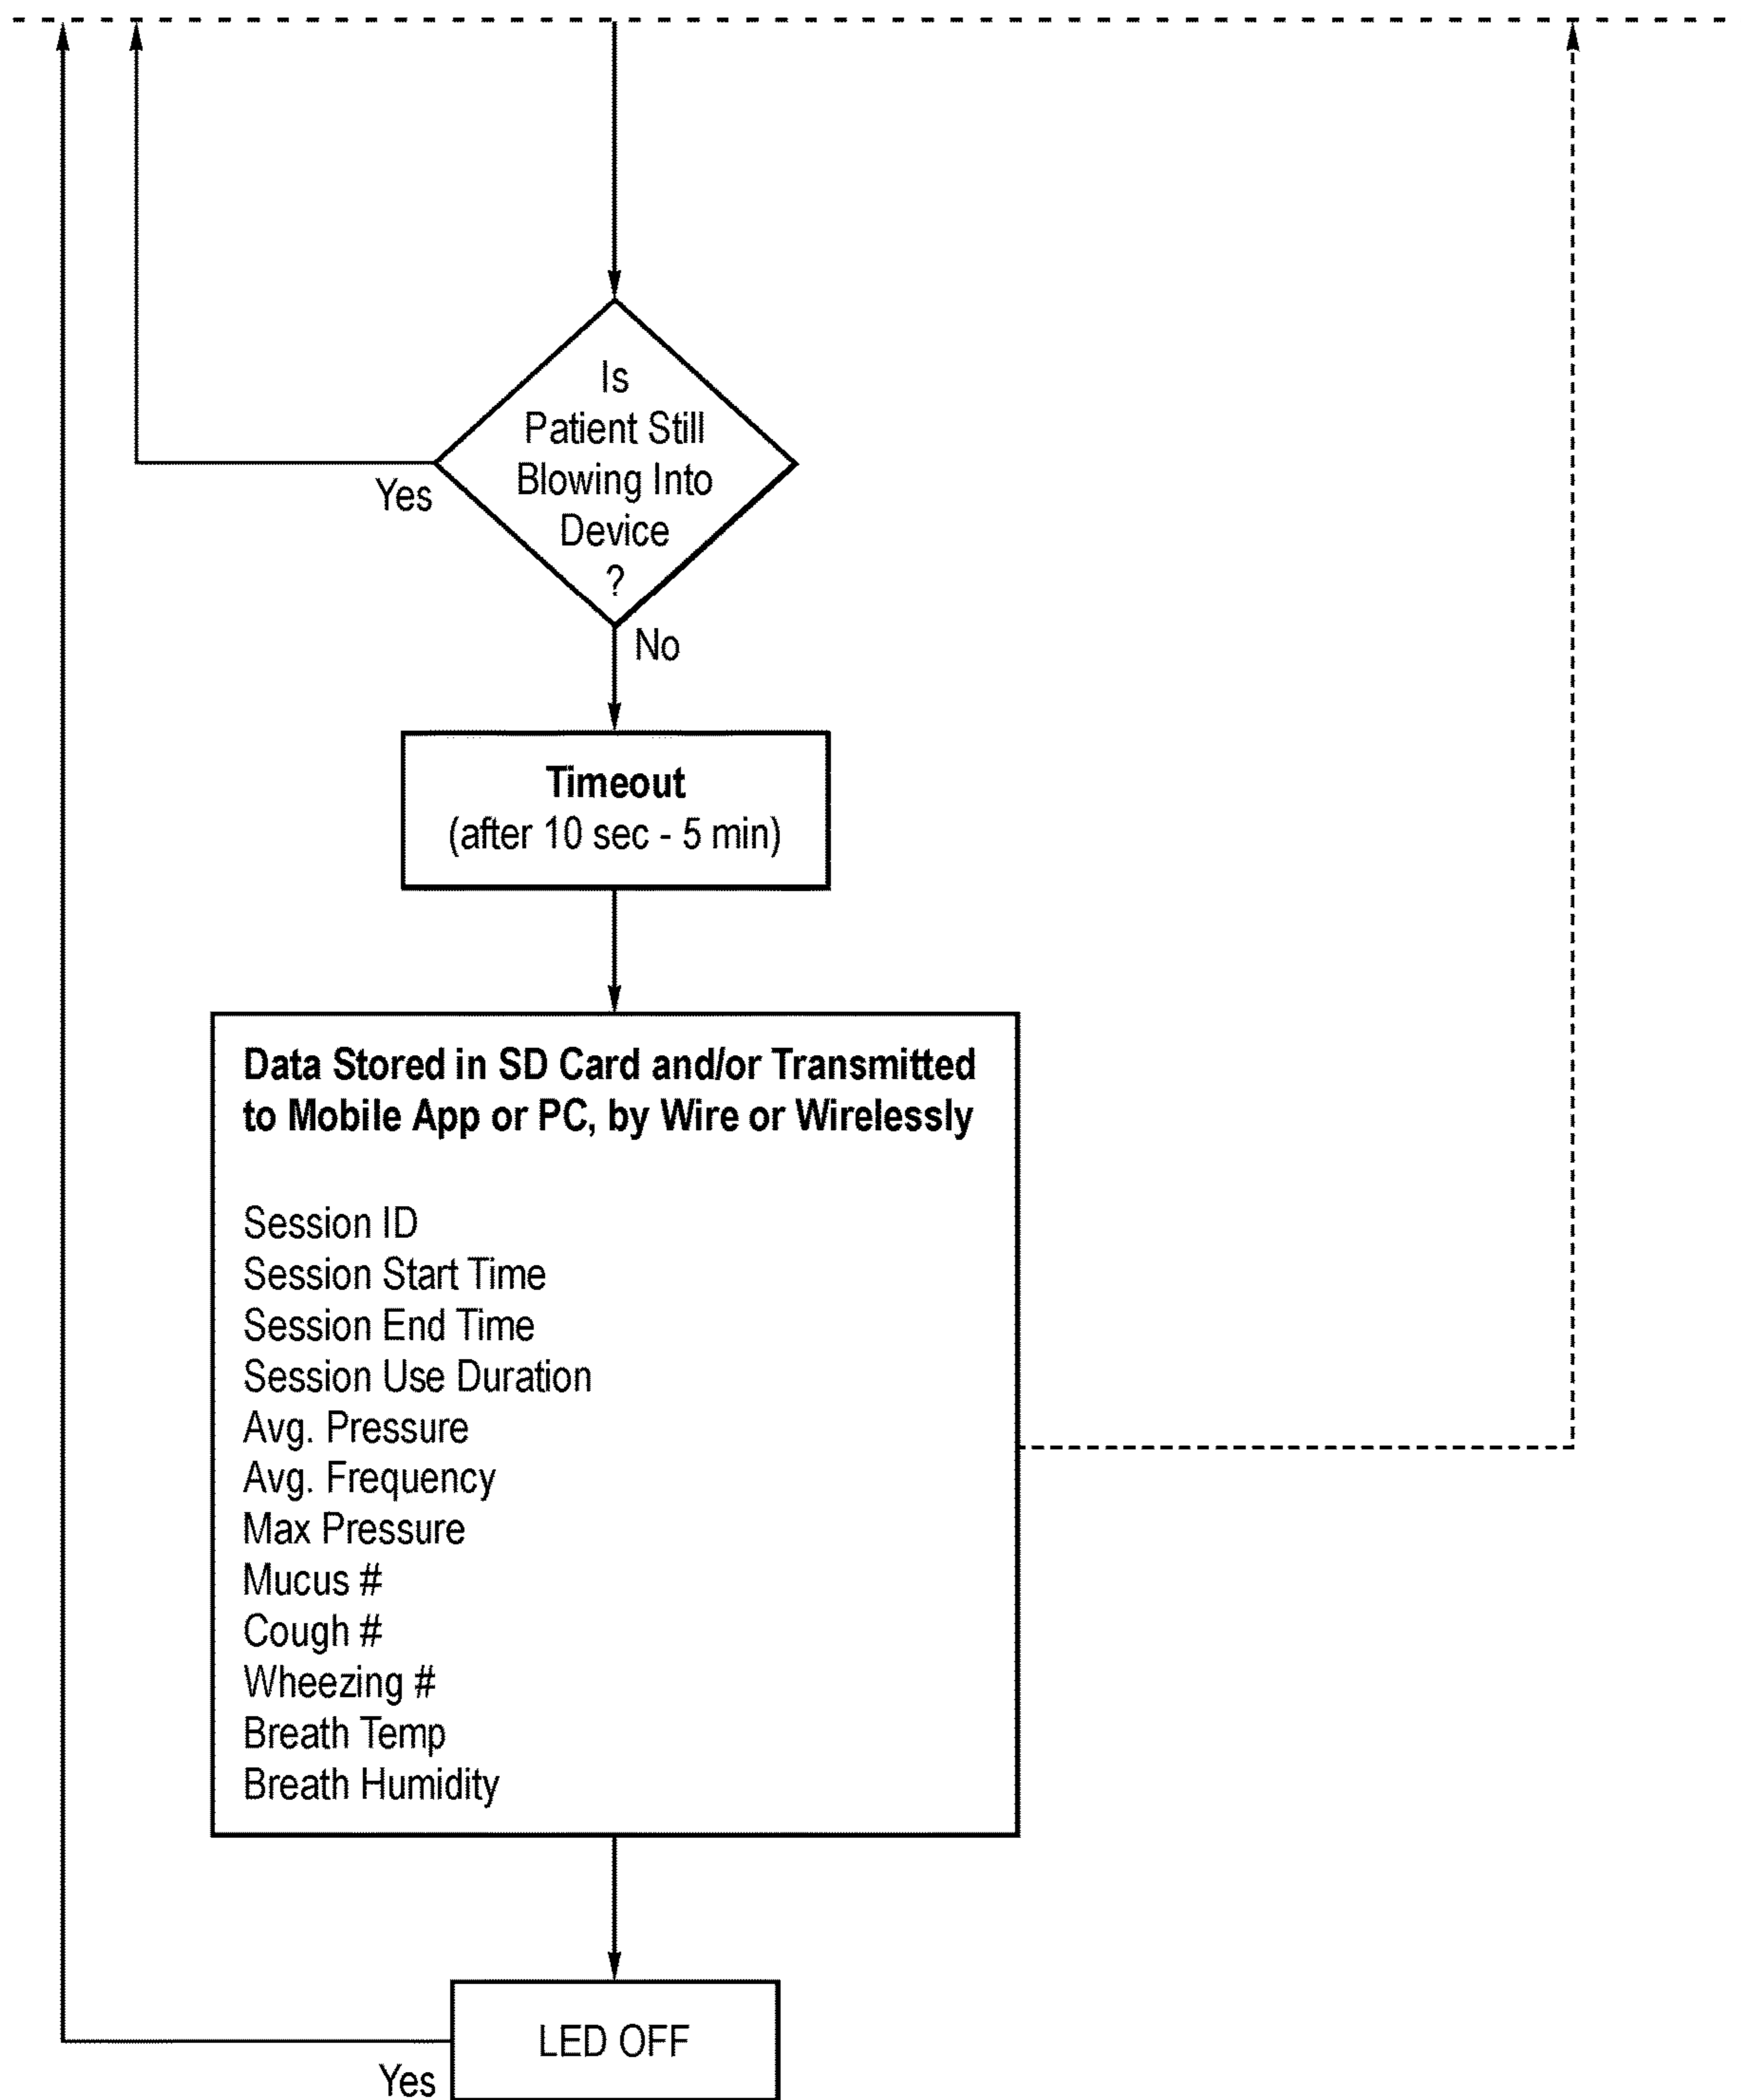 Is
Patient Still
Blowing Into
Device
?
Yes
No
Timeout
(after 10 sec - 5 min)
Data Stored in SD Card and/or Transmitted
to Mobile App or PC, by Wire or Wirelessly
Session ID
Session Start Time
Session End Time
Session Use Duration
Avg. Pressure
Avg. Frequency
Max Pressure
Mucus #
Cough #
Wheezing #
Breath Temp
Breath Humidity
LED OFF
Yes